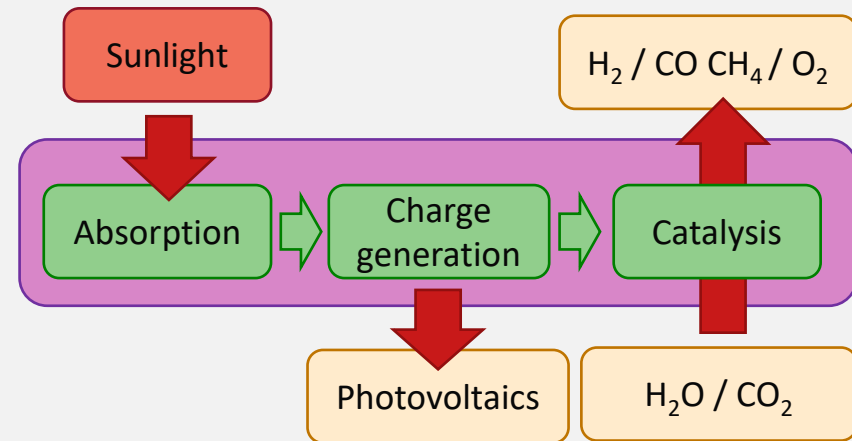 Sunlight
H₂ / CO CH₄ / O₂
Absorption
Charge
generation
Catalysis
Photovoltaics
H₂O / CO₂